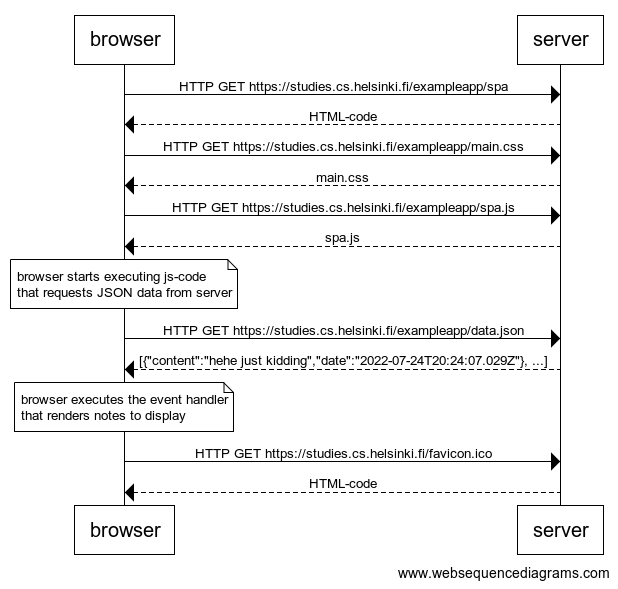 browser
server
HTTP GET https://studies.cs.helsinki.fi/exampleapp/spa
HTML-code
HTTP GET https://studies.cs.helsinki.fi/exampleapp/main.css
main.css
HTTP GET https://studies.cs.helsinki.fi/exampleapp/spa.js
spa.js
browser starts executing js-code
that requests JSON data from server
HTTP GET https://studies.cs.helsinki.fi/exampleapp/data.json
[{"content":"hehe just kidding","date":"2022-07-24T20:24:07.029Z"}, ...]
browser executes the event handler
that renders notes to display
HTTP GET https://studies.cs.helsinki.fi/favicon.ico
HTML-code
browser
server
www.websequencediagrams.com